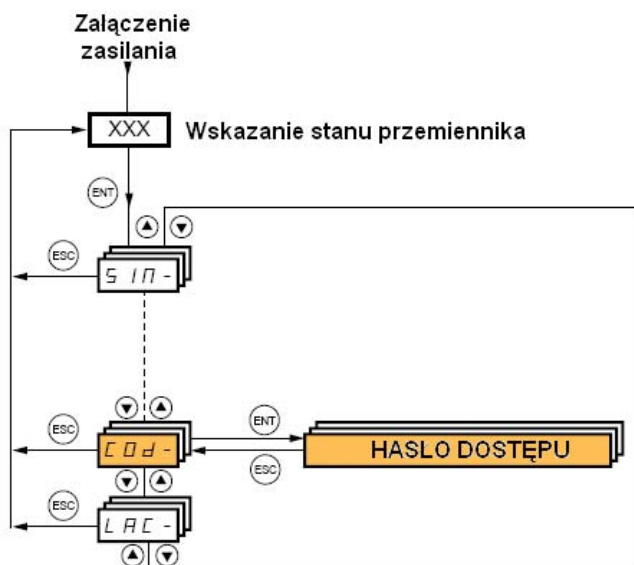 Załączenie
zasilania
XXX
Wskazanie stanu przemiennika
ENT
ESC
SIM-
ESC
COd-
ENT
HASLO DOSTĘPU
ESC
ESC
LAC-